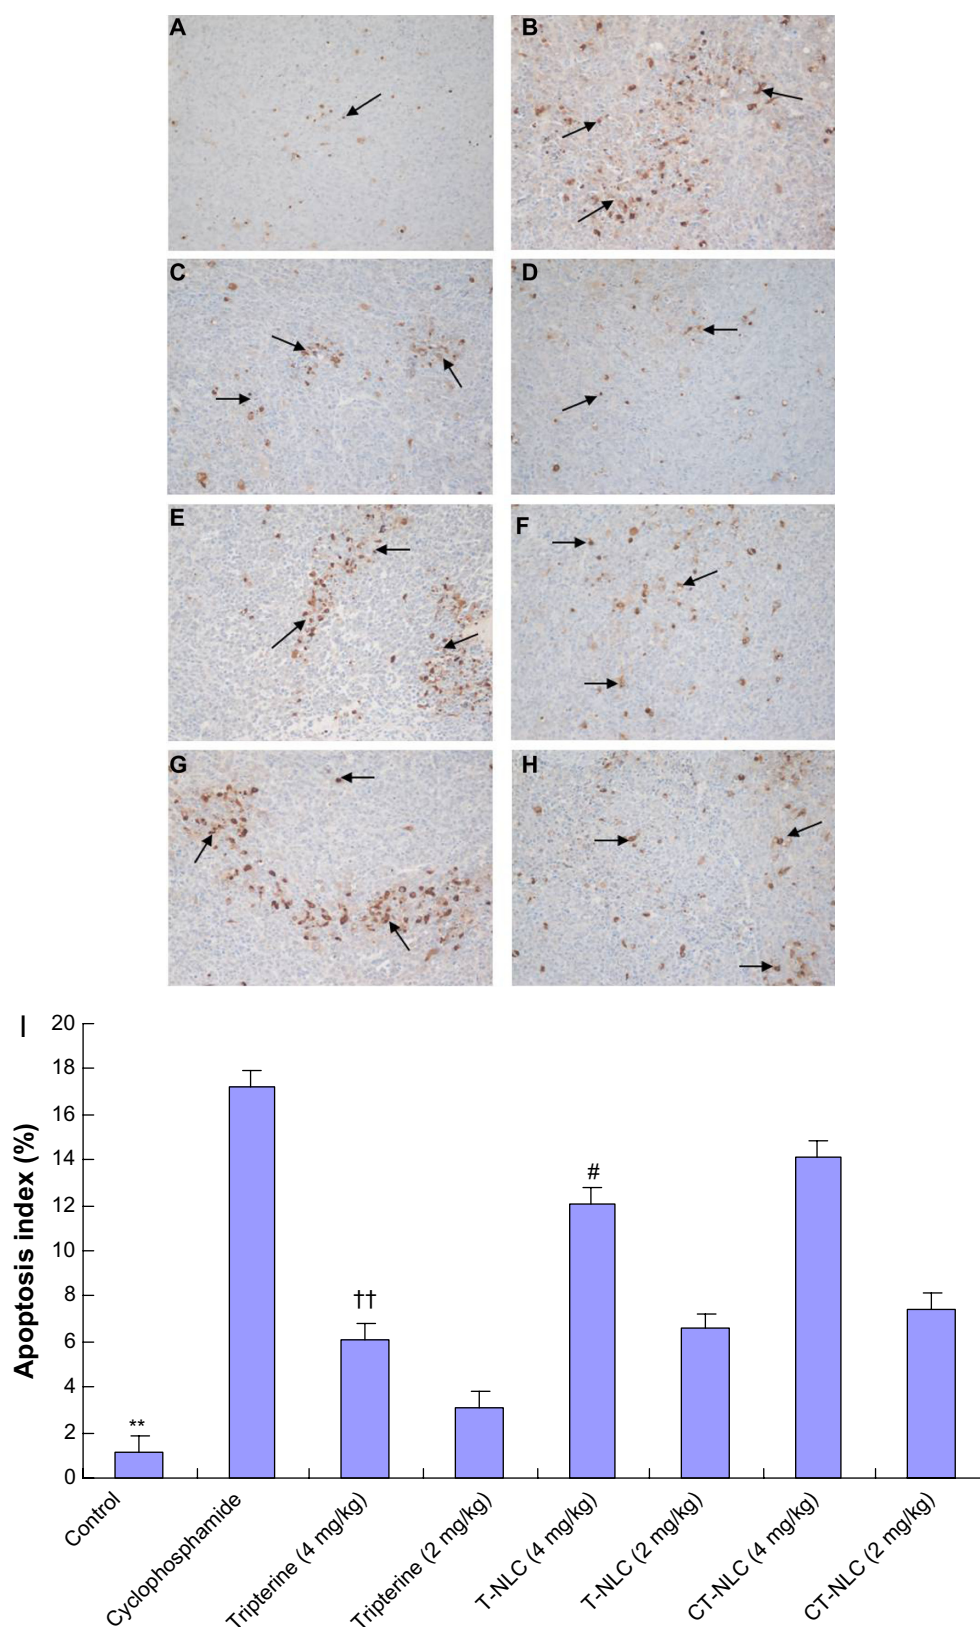 A
B
C
D
E
F
G
H
I
Apoptosis index (%)
20
18
16
14
12
10
8
6
4
2
0
**
††
#
Control
Cyclophosphamide
Tripterine (4 mg/kg)
Tripterine (2 mg/kg)
T-NLC (4 mg/kg)
T-NLC (2 mg/kg)
CT-NLC (4 mg/kg)
CT-NLC (2 mg/kg)